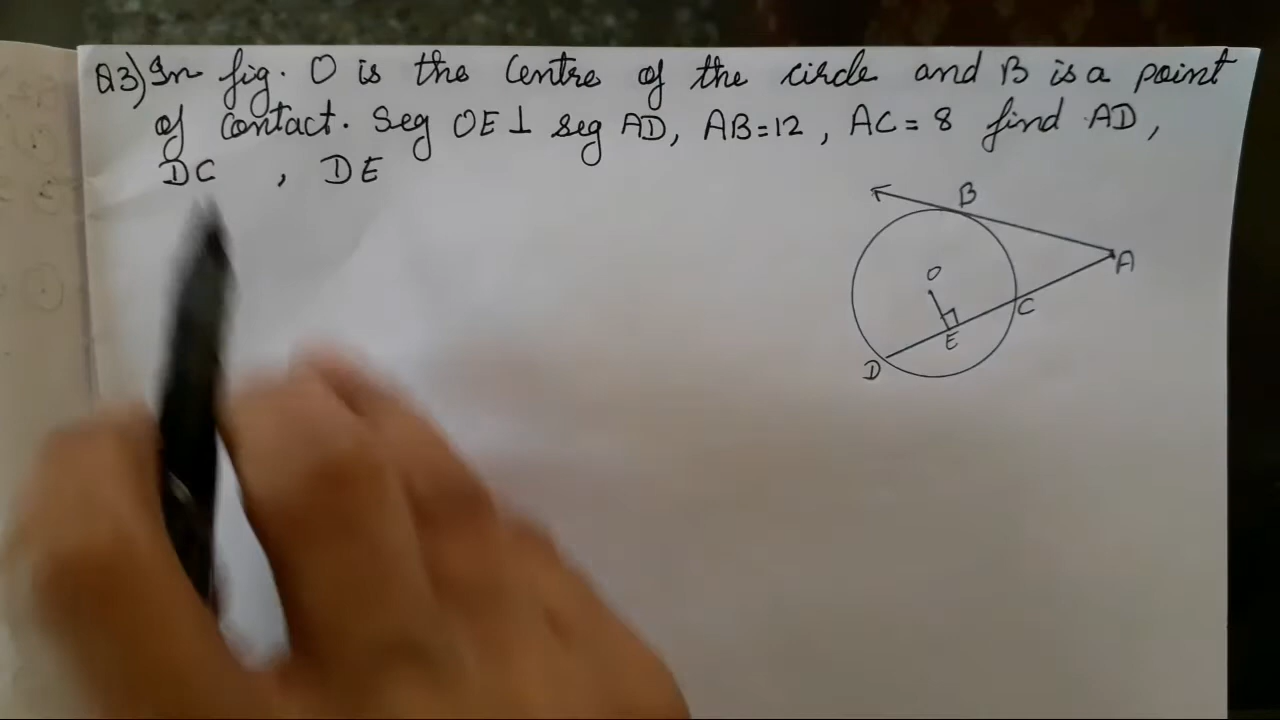 Q3) In fig. O is the Centre of the circle and B is a point
of Contact. Seg OE ⊥ seg AD, AB=12, AC=8 find AD,
DC , DE
B
A
O
C
E
D